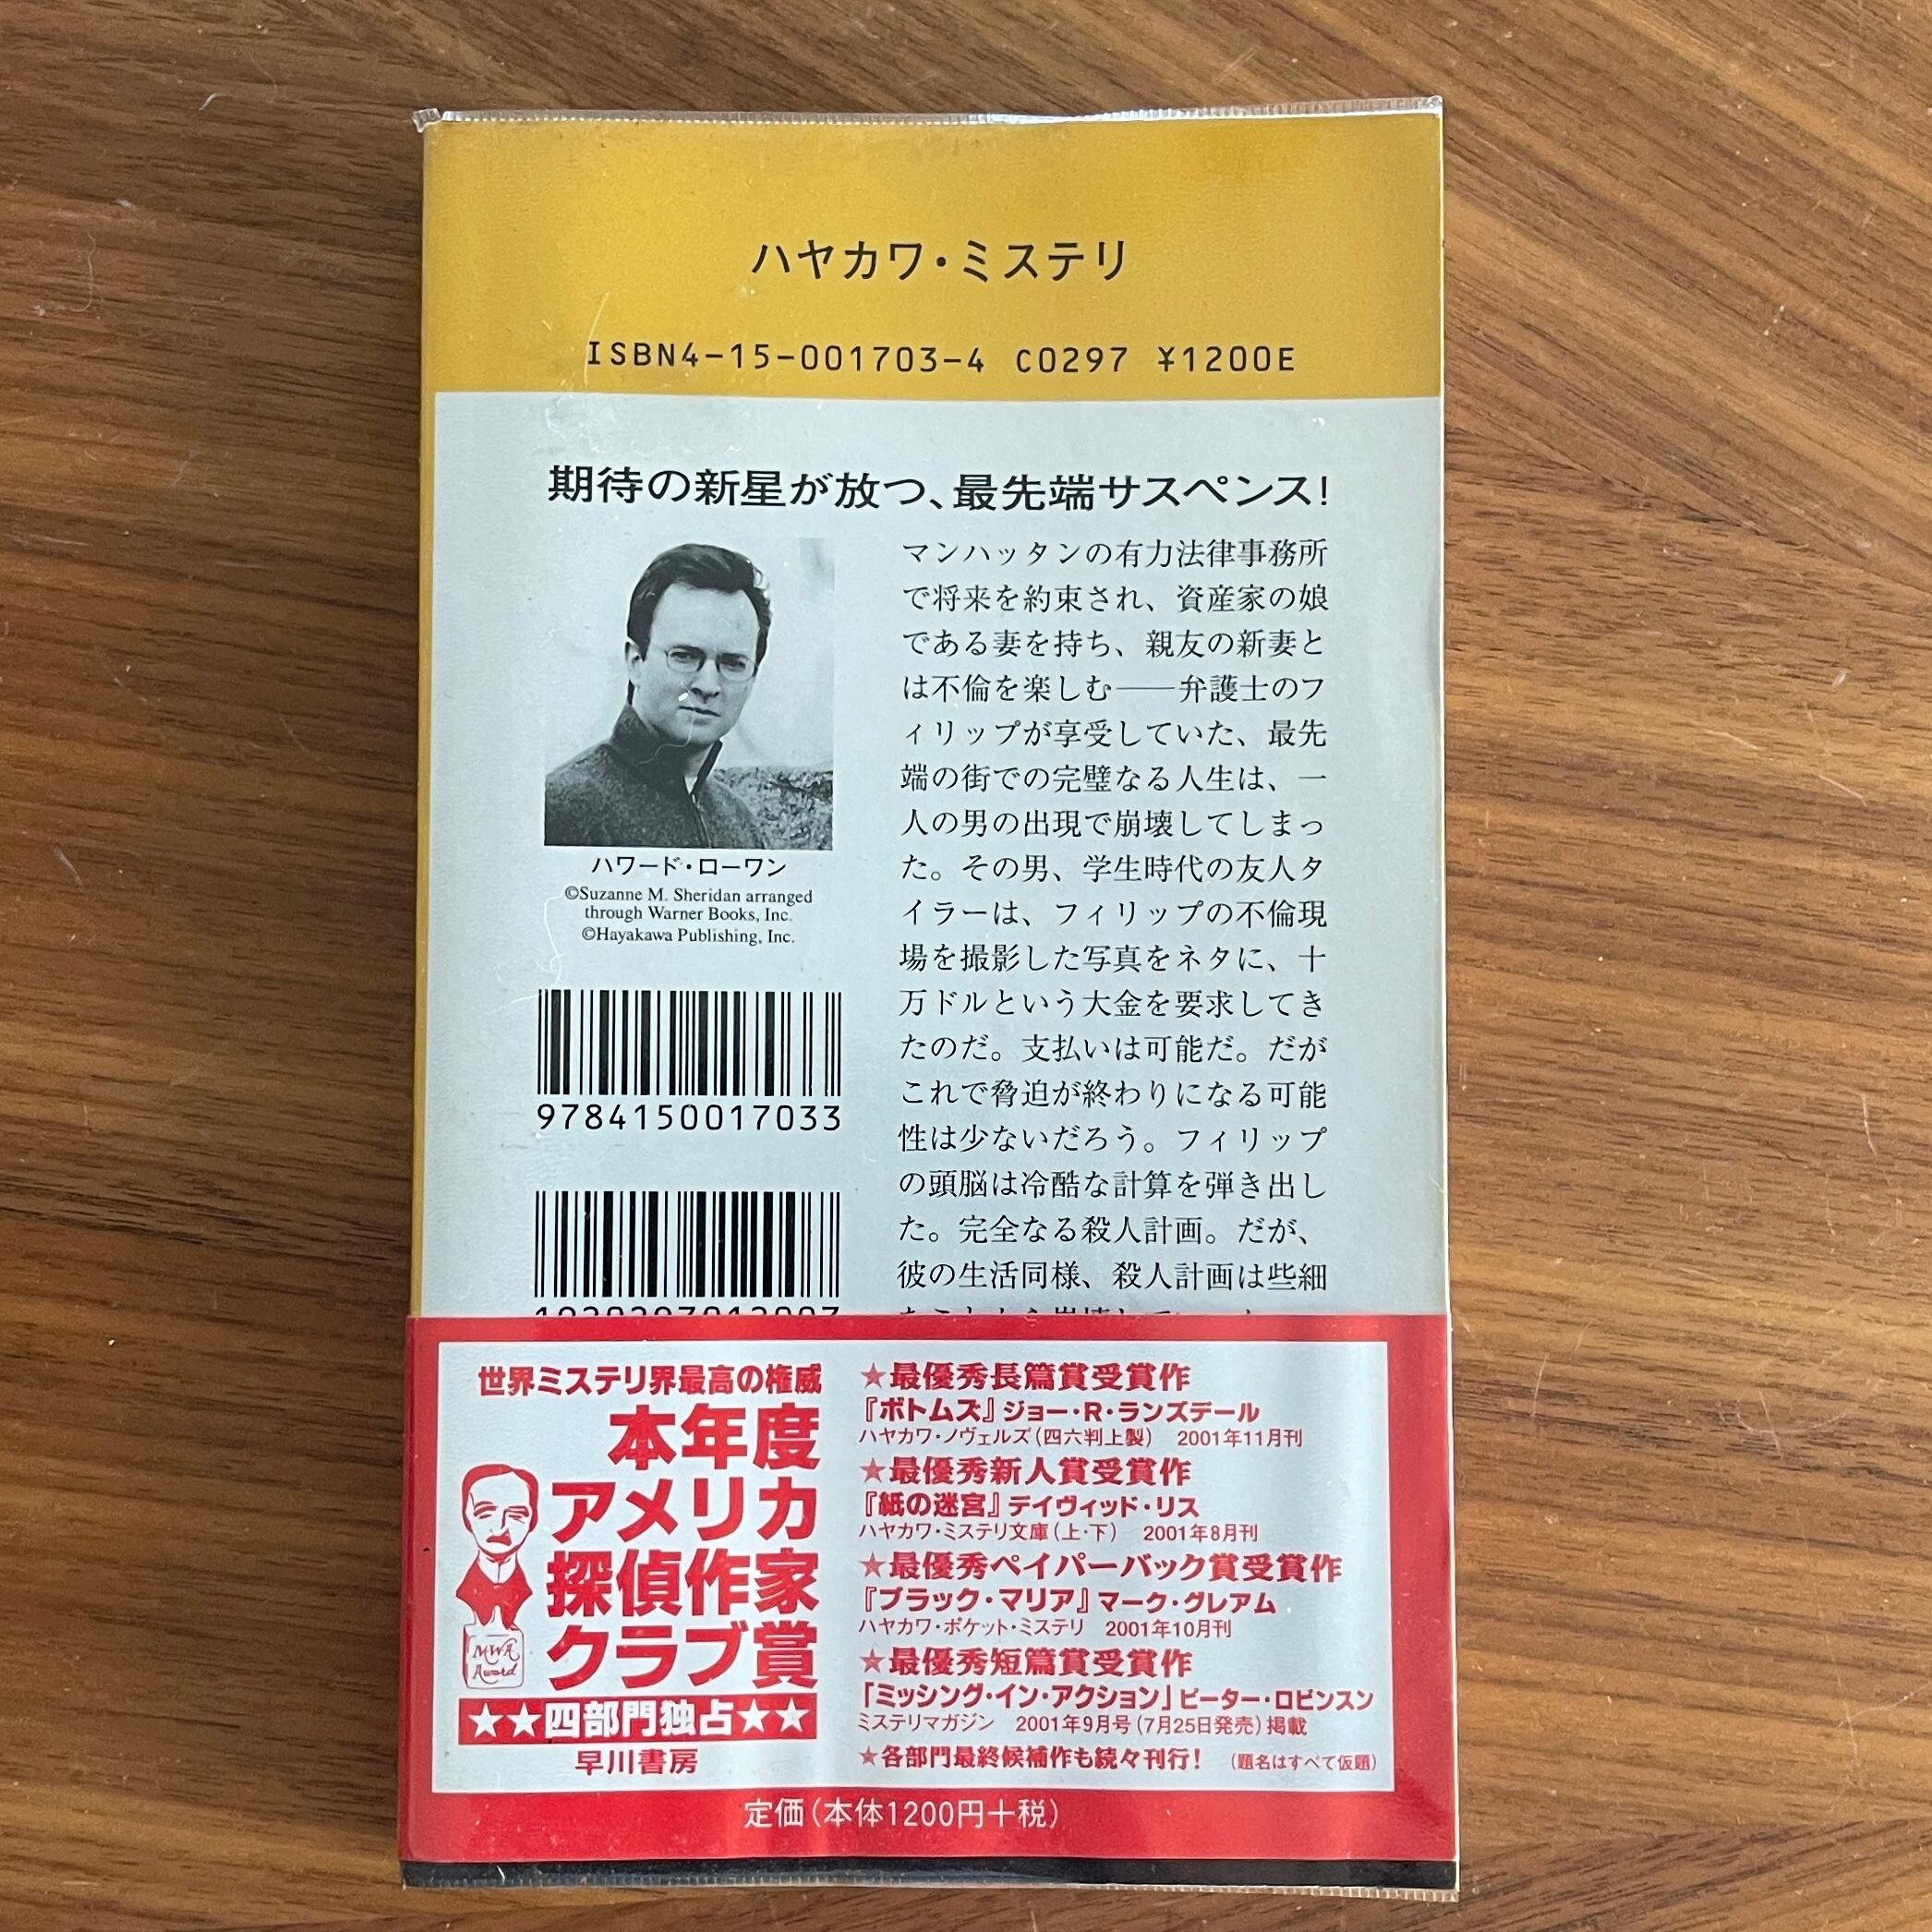 ハヤカワ・ミステリ
ISBN4-15-001703-4 C0297 ¥1200E
期待の新星が放つ、最先端サスペンス!
ハワード・ローワン
©Suzanne M. Sheridan arranged
through Warner Books, Inc.
©Hayakawa Publishing, Inc.
9784150017033
マンハッタンの有力法律事務所
で将来を約束され、資産家の娘
である妻を持ち、親友の新妻と
は不倫を楽しむ――弁護士のフ
ィリップが享受していた、最先
端の街での完璧なる人生は、一
人の男の出現で崩壊してしまっ
た。その男、学生時代の友人タ
イラーは、フィリップの不倫現
場を撮影した写真をネタに、十
万ドルという大金を要求してき
たのだ。支払いは可能だ。だが
これで脅迫が終わりになる可能
性は少ないだろう。フィリップ
の頭脳は冷酷な計算を弾き出し
た。完全なる殺人計画。だが、
彼の生活同様、殺人計画は些細
世界ミステリ界最高の権威
本年度
アメリカ
探偵作家
クラブ賞
MWA
Award
★★四部門独占★★
早川書房
★最優秀長篇賞受賞作
『ボトムズ』ジョー・R・ランズデール
ハヤカワ・ノヴェルズ(四六判上製) 2001年11月刊
★最優秀新人賞受賞作
『紙の迷宮』デイヴィッド・リス
ハヤカワ・ミステリ文庫(上・下) 2001年8月刊
★最優秀ペイパーバック賞受賞作
『ブラック・マリア』マーク・グレアム
ハヤカワ・ポケット・ミステリ 2001年10月刊
★最優秀短篇賞受賞作
「ミッシング・イン・アクション」ピーター・ロビンスン
ミステリマガジン 2001年9月号(7月25日発売)掲載
★各部門最終候補作も続々刊行! (題名はすべて仮題)
定価(本体1200円+税)